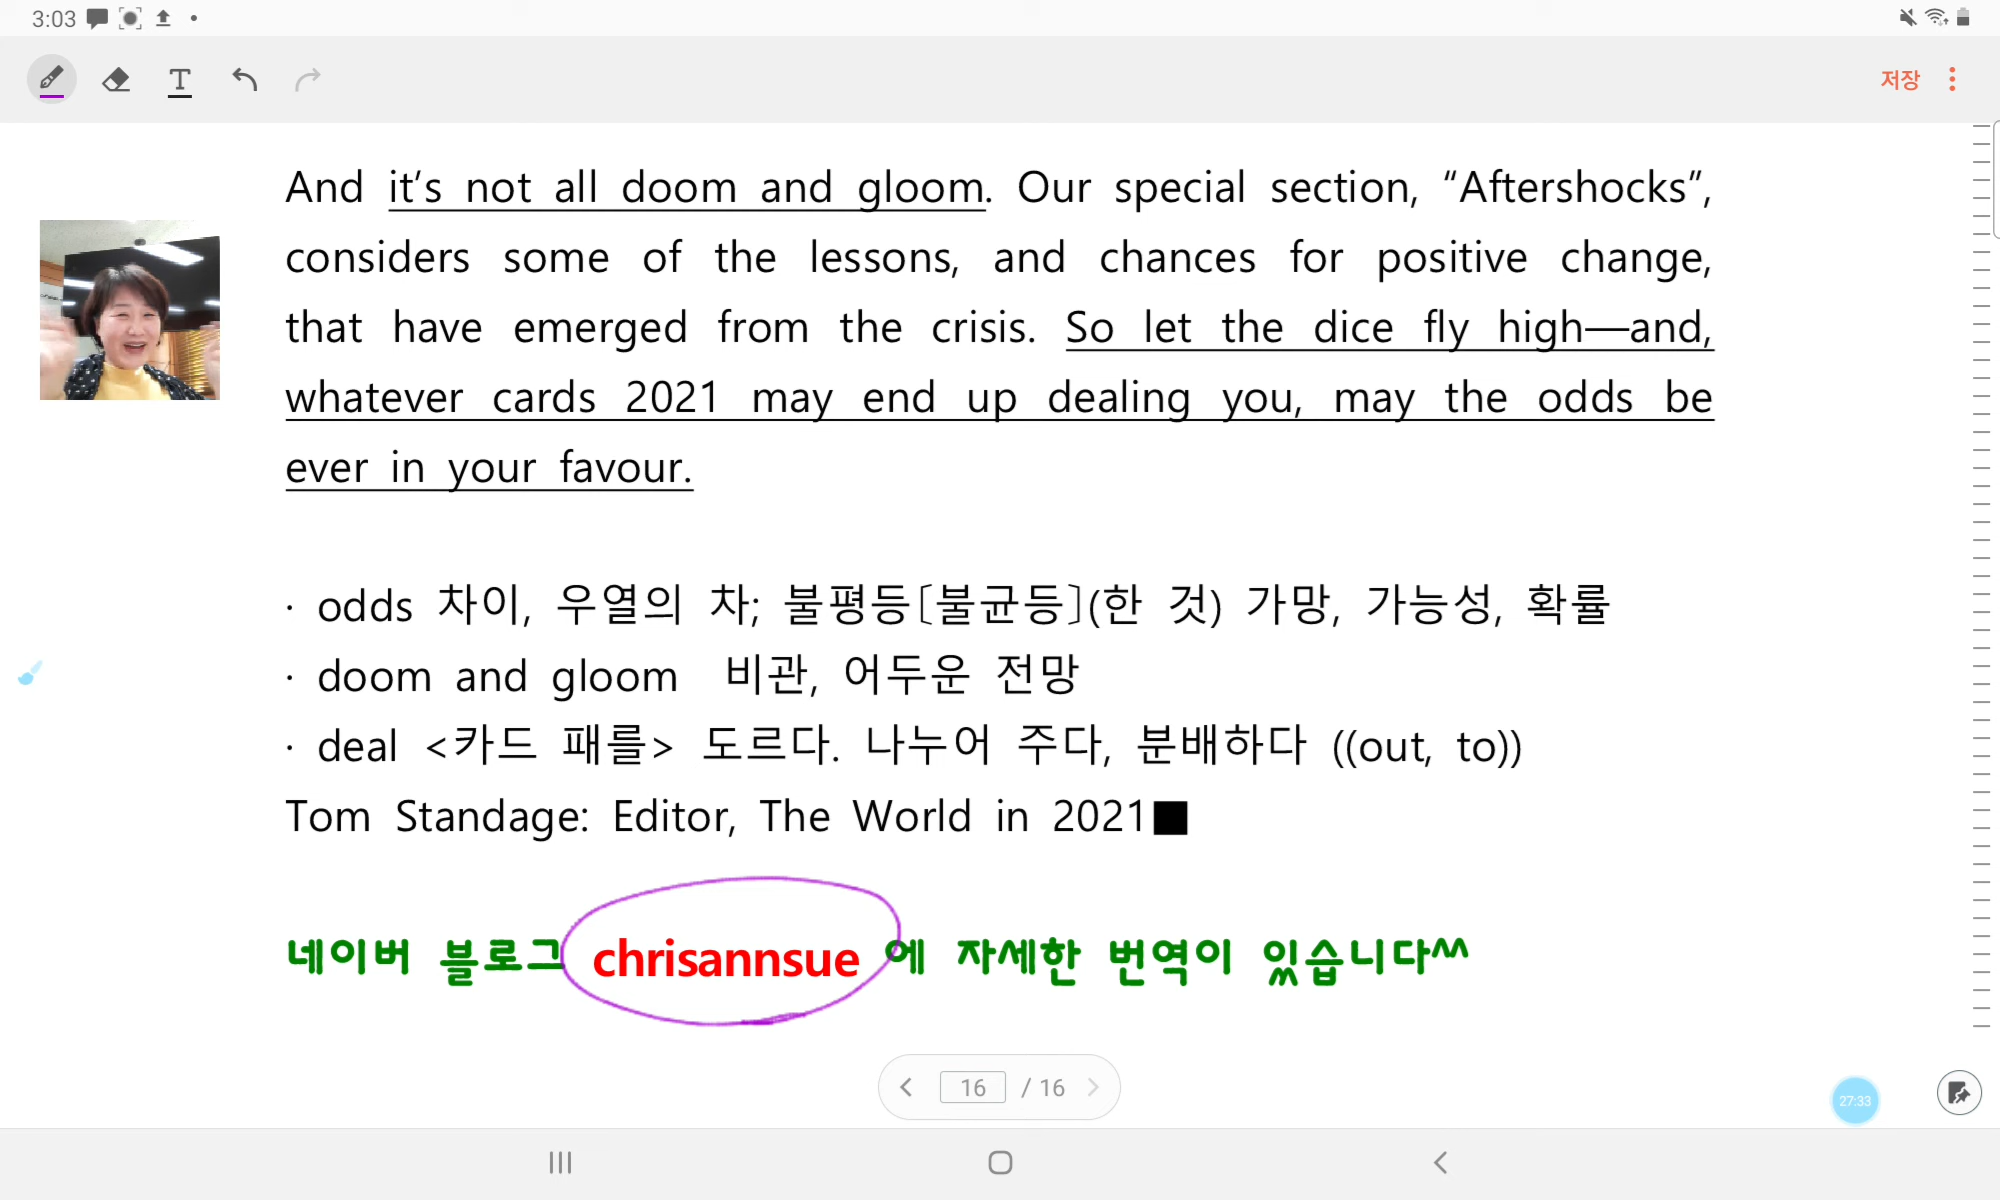 3:03
저장
And it’s not all doom and gloom. Our special section, “Aftershocks”,
considers some of the lessons, and chances for positive change,
that have emerged from the crisis. So let the dice fly high—and,
whatever cards 2021 may end up dealing you, may the odds be
ever in your favour.
· odds 차이, 우열의 차; 불평등[불균등](한 것) 가망, 가능성, 확률
· doom and gloom 비관, 어두운 전망
· deal <카드 패를> 도르다. 나누어 주다, 분배하다 ((out, to))
Tom Standage: Editor, The World in 2021■
네이버 블로그 chrisannsue 에 자세한 번역이 있습니다^^
16 / 16
27:33